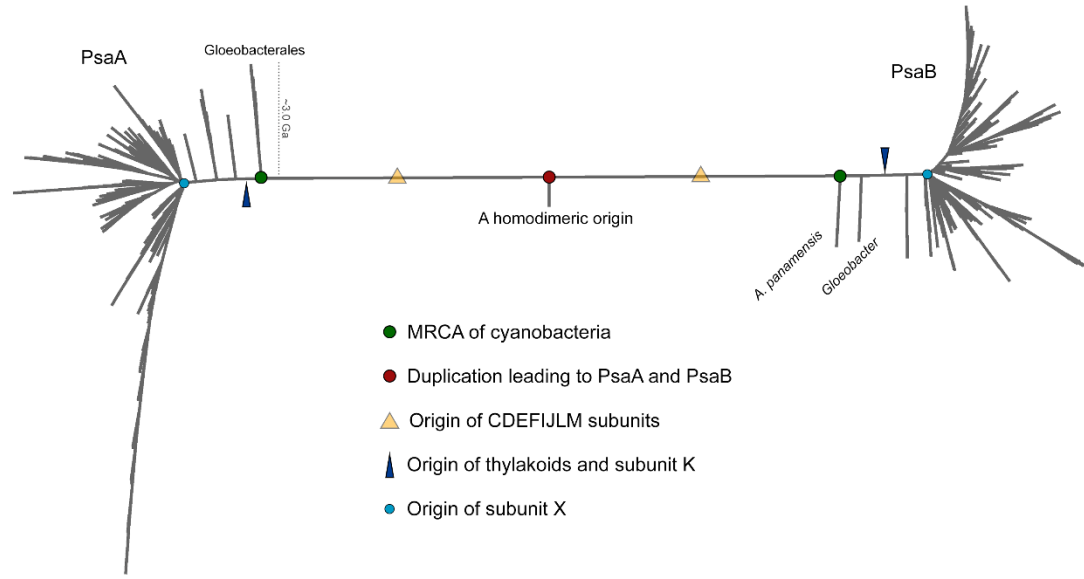 PsaA
Gloeobacterales
PsaB
~3.0 Ga
A homodimeric origin
A. panamensis
Gloeobacter
MRCA of cyanobacteria
Duplication leading to PsaA and PsaB
Origin of CDEFIJLM subunits
Origin of thylakoids and subunit K
Origin of subunit X